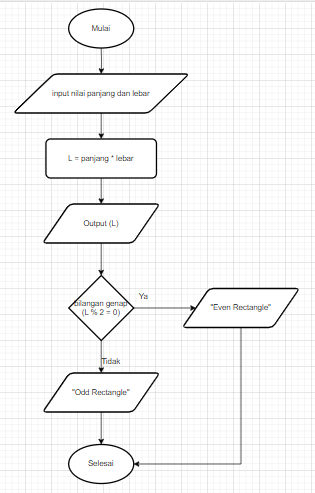 Mulai
input nilai panjang dan lebar
L = panjang * lebar
Output (L)
bilangan genap
(L % 2 = 0)
Ya
"Even Rectangle"
Tidak
"Odd Rectangle"
Selesai